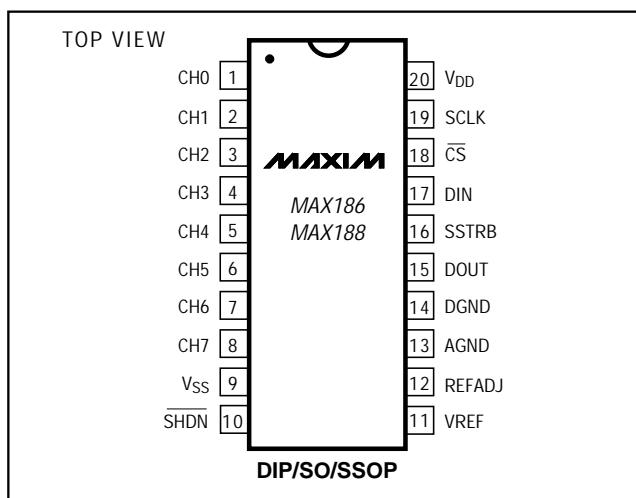 TOP VIEW
CH0 1 20 VDD
CH1 2 19 SCLK
CH2 3 MAXIM 18 CS
CH3 4 MAX186 17 DIN
CH4 5 MAX188 16 SSTRB
CH5 6 15 DOUT
CH6 7 14 DGND
CH7 8 13 AGND
VSS 9 12 REFADJ
SHDN 10 11 VREF
DIP/SO/SSOP